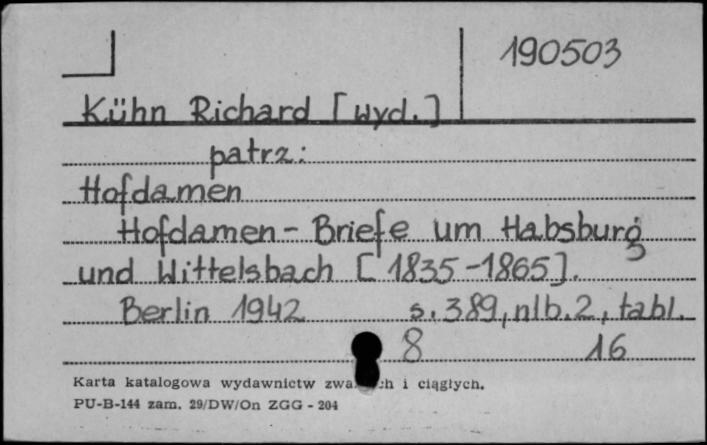 190503
Kühn Richard [wyd.]
patrz:
Hofdamen
Hofdamen - Briefe um Habsburg
und Wittelsbach [1835-1865].
Berlin 1942 s. 389, nlb. 2, tabl.
8 16
Karta katalogowa wydawnictw i ciągłych.
PU-B-144 zam. 29/DW/On ZGG - 204